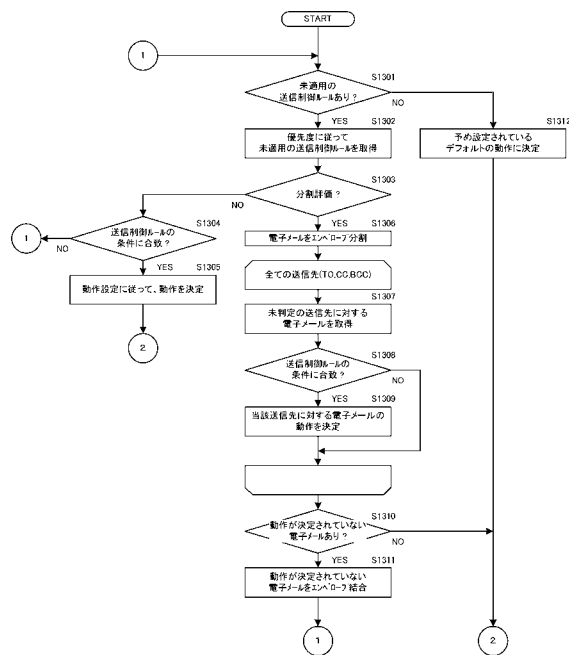 START
1
S1301
未適用の
送信制御ルールあり?
NO
YES
S1302
優先度に従って
未適用の送信制御ルールを取得
S1312
予め設定されている
デフォルトの動作に決定
S1303
分割評価?
NO
YES
S1304
送信制御ルールの
条件に合致?
1
NO
YES
S1305
動作設定に従って、動作を決定
2
S1306
電子メールをエンベロープ分割
全ての送信先(TO,CC,BCC)
S1307
未判定の送信先に対する
電子メールを取得
S1308
送信制御ルールの
条件に合致?
NO
YES
S1309
当該送信先に対する電子メールの
動作を決定
S1310
動作が決定されていない
電子メールあり?
NO
YES
S1311
動作が決定されていない
電子メールをエンベロープ結合
1
2